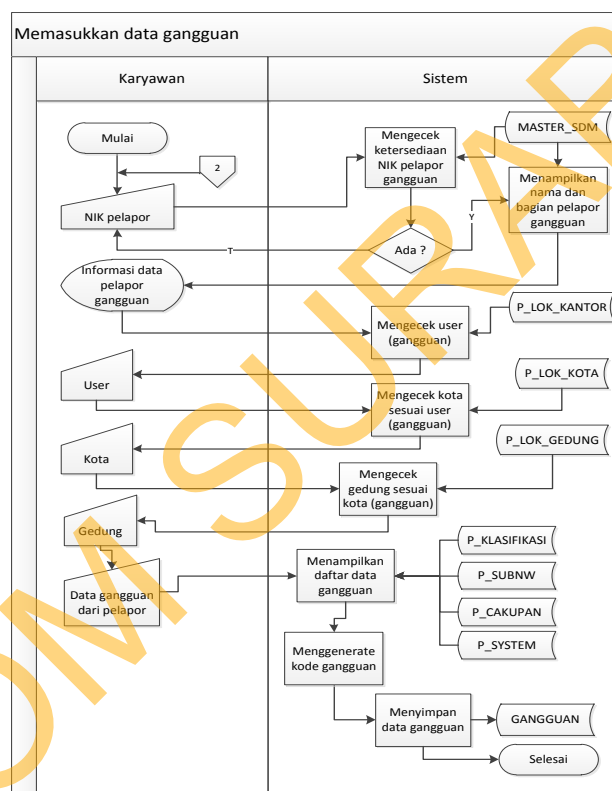 Memasukkan data gangguan
Karyawan
Sistem
Mulai
2
NIK pelapor
Mengecek
ketersediaan
NIK pelapor
gangguan
MASTER_SDM
Menampilkan
nama dan
bagian pelapor
gangguan
Y
Ada ?
T
Informasi data
pelapor
gangguan
P_LOK_KANTOR
Mengecek user
(gangguan)
User
P_LOK_KOTA
Mengecek kota
sesuai user
(gangguan)
Kota
P_LOK_GEDUNG
Mengecek
gedung sesuai
kota (gangguan)
Gedung
Data gangguan
dari pelapor
Menampilkan
daftar data
gangguan
P_KLASIFIKASI
P_SUBNW
P_CAKUPAN
P_SYSTEM
Menggenerate
kode gangguan
Menyimpan
data gangguan
GANGGUAN
Selesai
OM SURA